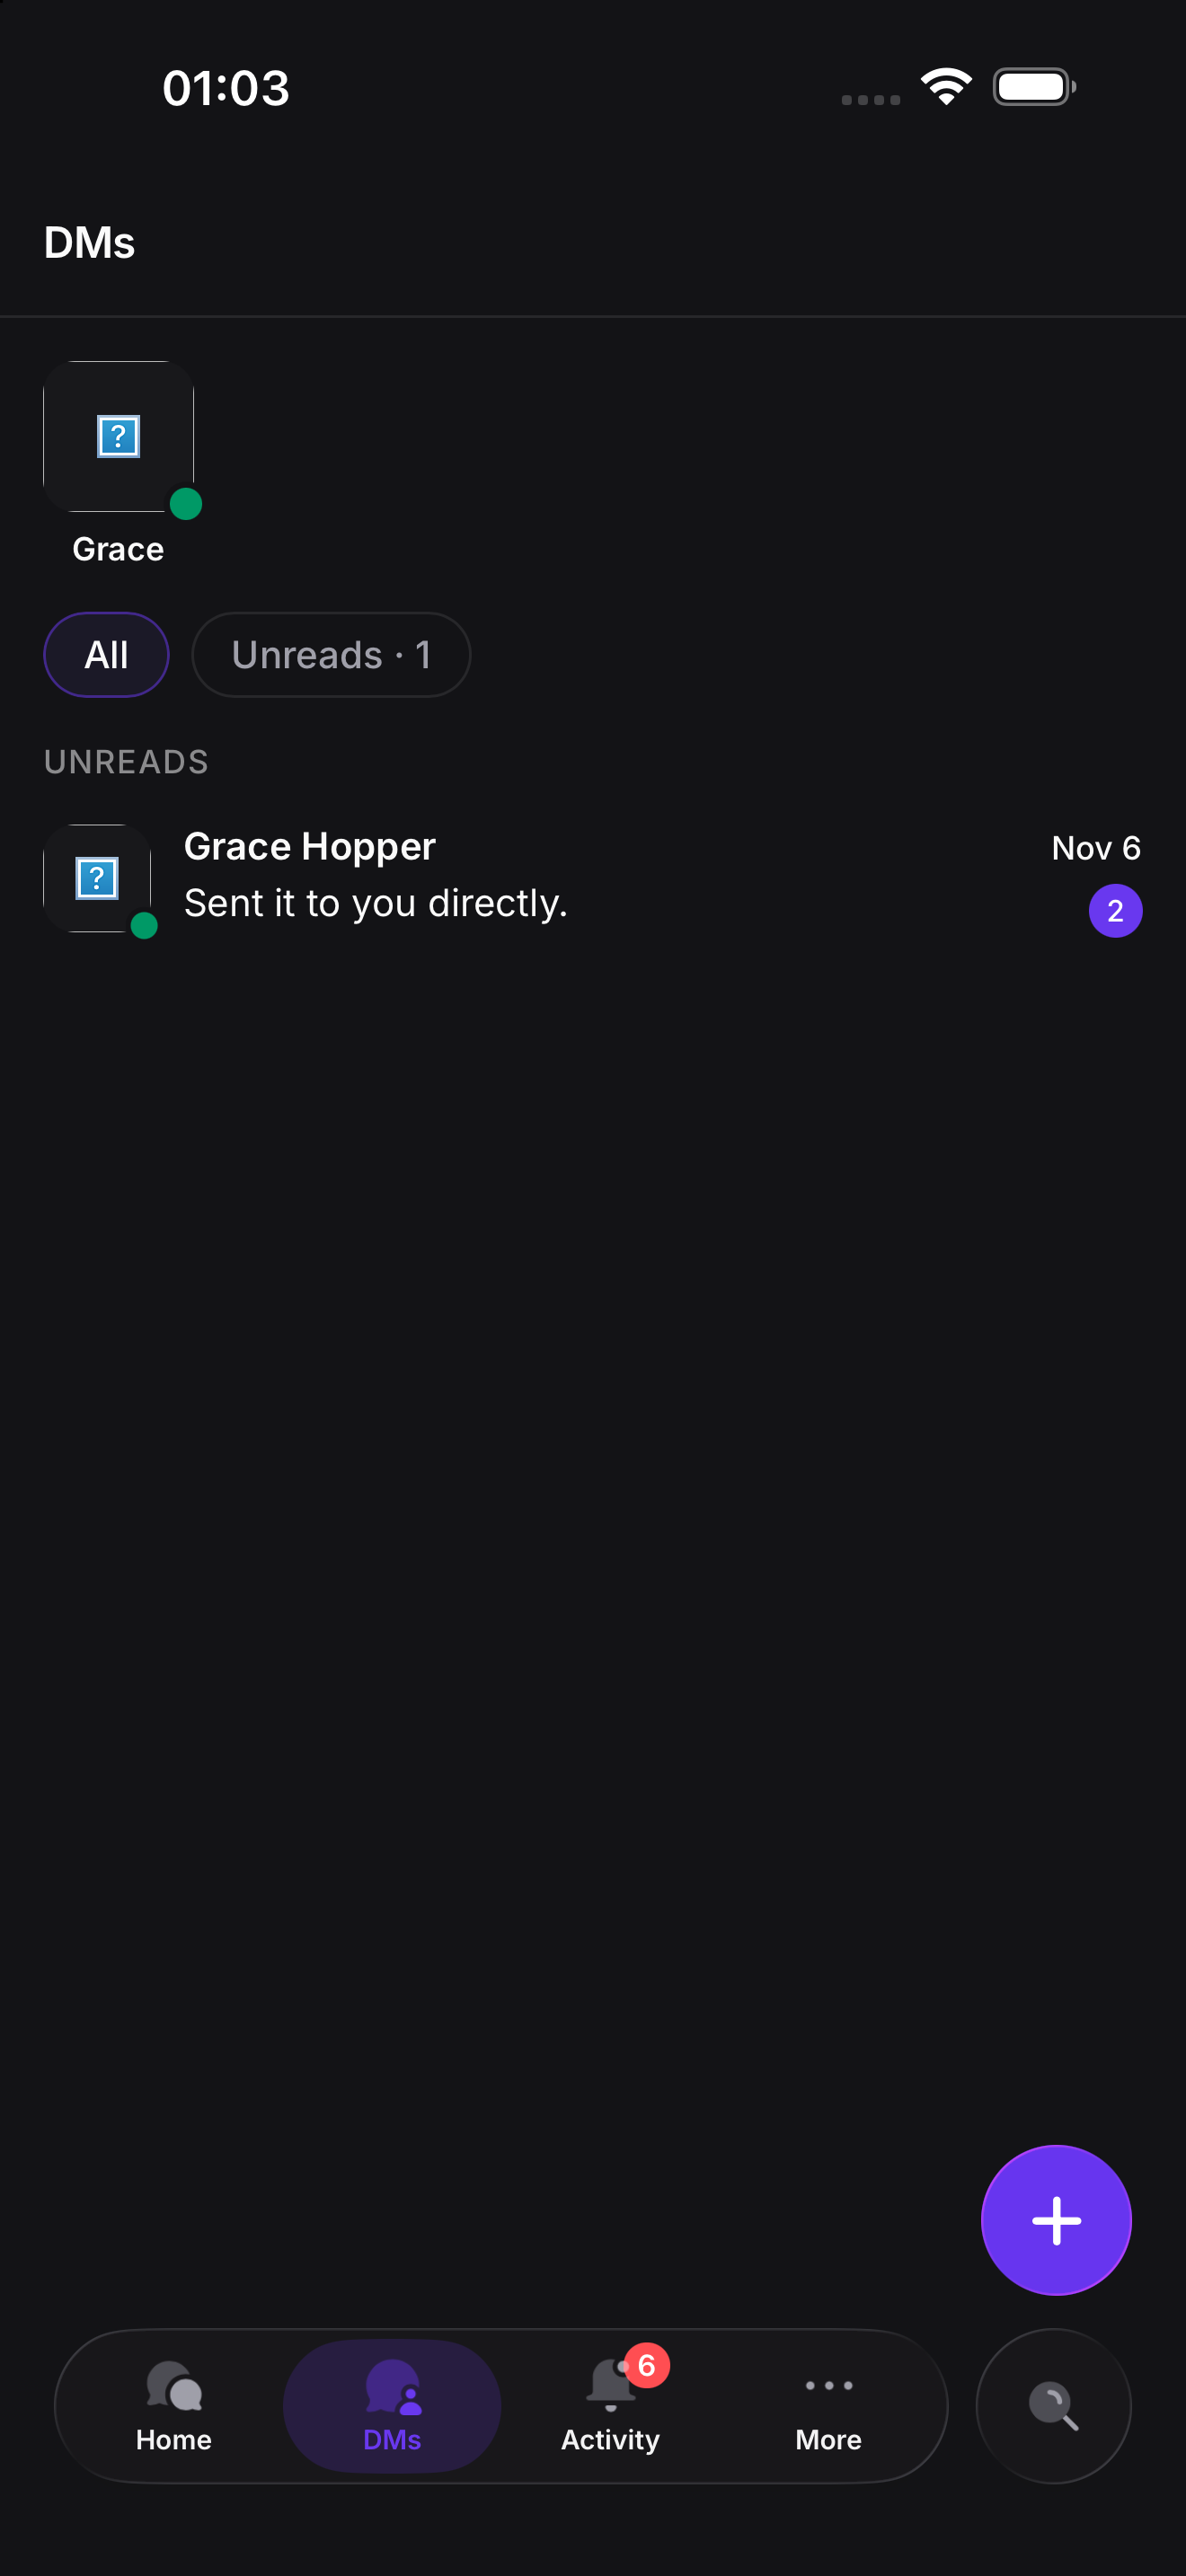 01:03
DMs
?
Grace
All
Unreads · 1
UNREADS
?
Grace Hopper
Nov 6
Sent it to you directly.
2
6
Home
DMs
Activity
More